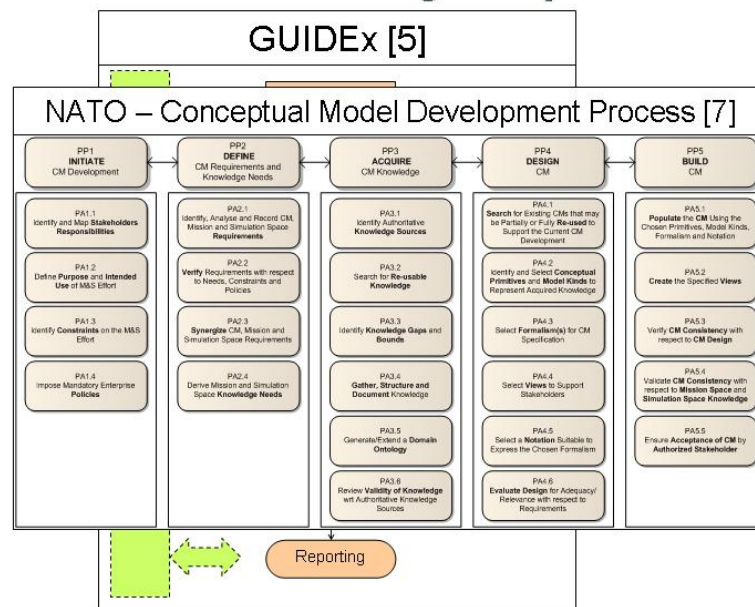 GUIDEx [5]
NATO – Conceptual Model Development Process [7]
PP1
INITIATE
CM Development
PP2
DEFINE
CM Requirements and
Knowledge Needs
PP3
ACQUIRE
CM Knowledge
PP4
DESIGN
CM
PP5
BUILD
CM
PA1.1
Identify and Map Stakeholders
Responsibilities
PA1.2
Define Purpose and Intended
Use of M&S Effort
PA1.3
Identify Constraints on the M&S
Effort
PA1.4
Impose Mandatory Enterprise
Policies
PA2.1
Identify, Analyse and Record CM,
Mission and Simulation Space
Requirements
PA2.2
Verify Requirements with respect
to Needs, Constraints and
Policies
PA2.3
Synergize CM, Mission and
Simulation Space Requirements
PA2.4
Derive Mission and Simulation
Space Knowledge Needs
PA3.1
Identify Authoritative
Knowledge Sources
PA3.2
Search for Re-usable
Knowledge
PA3.3
Identify Knowledge Gaps and
Bounds
PA3.4
Gather, Structure and
Document Knowledge
PA3.5
Generate/Extend a Domain
Ontology
PA3.6
Review Validity of Knowledge
wrt Authoritative Knowledge
Sources
PA4.1
Search for Existing CMs that may
be Partially or Fully Re-used to
Support the Current CM
Development
PA4.2
Identify and Select Conceptual
Primitives and Model Kinds to
Represent Acquired Knowledge
PA4.3
Select Formalism(s) for CM
Specification
PA4.4
Select Views to Support
Stakeholders
PA4.5
Select a Notation Suitable to
Express the Chosen Formalism
PA4.6
Evaluate Design for Adequacy/
Relevance with respect to
Requirements
PA5.1
Populate the CM Using the
Chosen Primitives, Model Kinds,
Formalism and Notation
PA5.2
Create the Specified Views
PA5.3
Verify CM Consistency with
respect to CM Design
PA5.4
Validate CM Consistency with
respect to Mission Space and
Simulation Space Knowledge
PA5.5
Ensure Acceptance of CM by
Authorized Stakeholder
Reporting